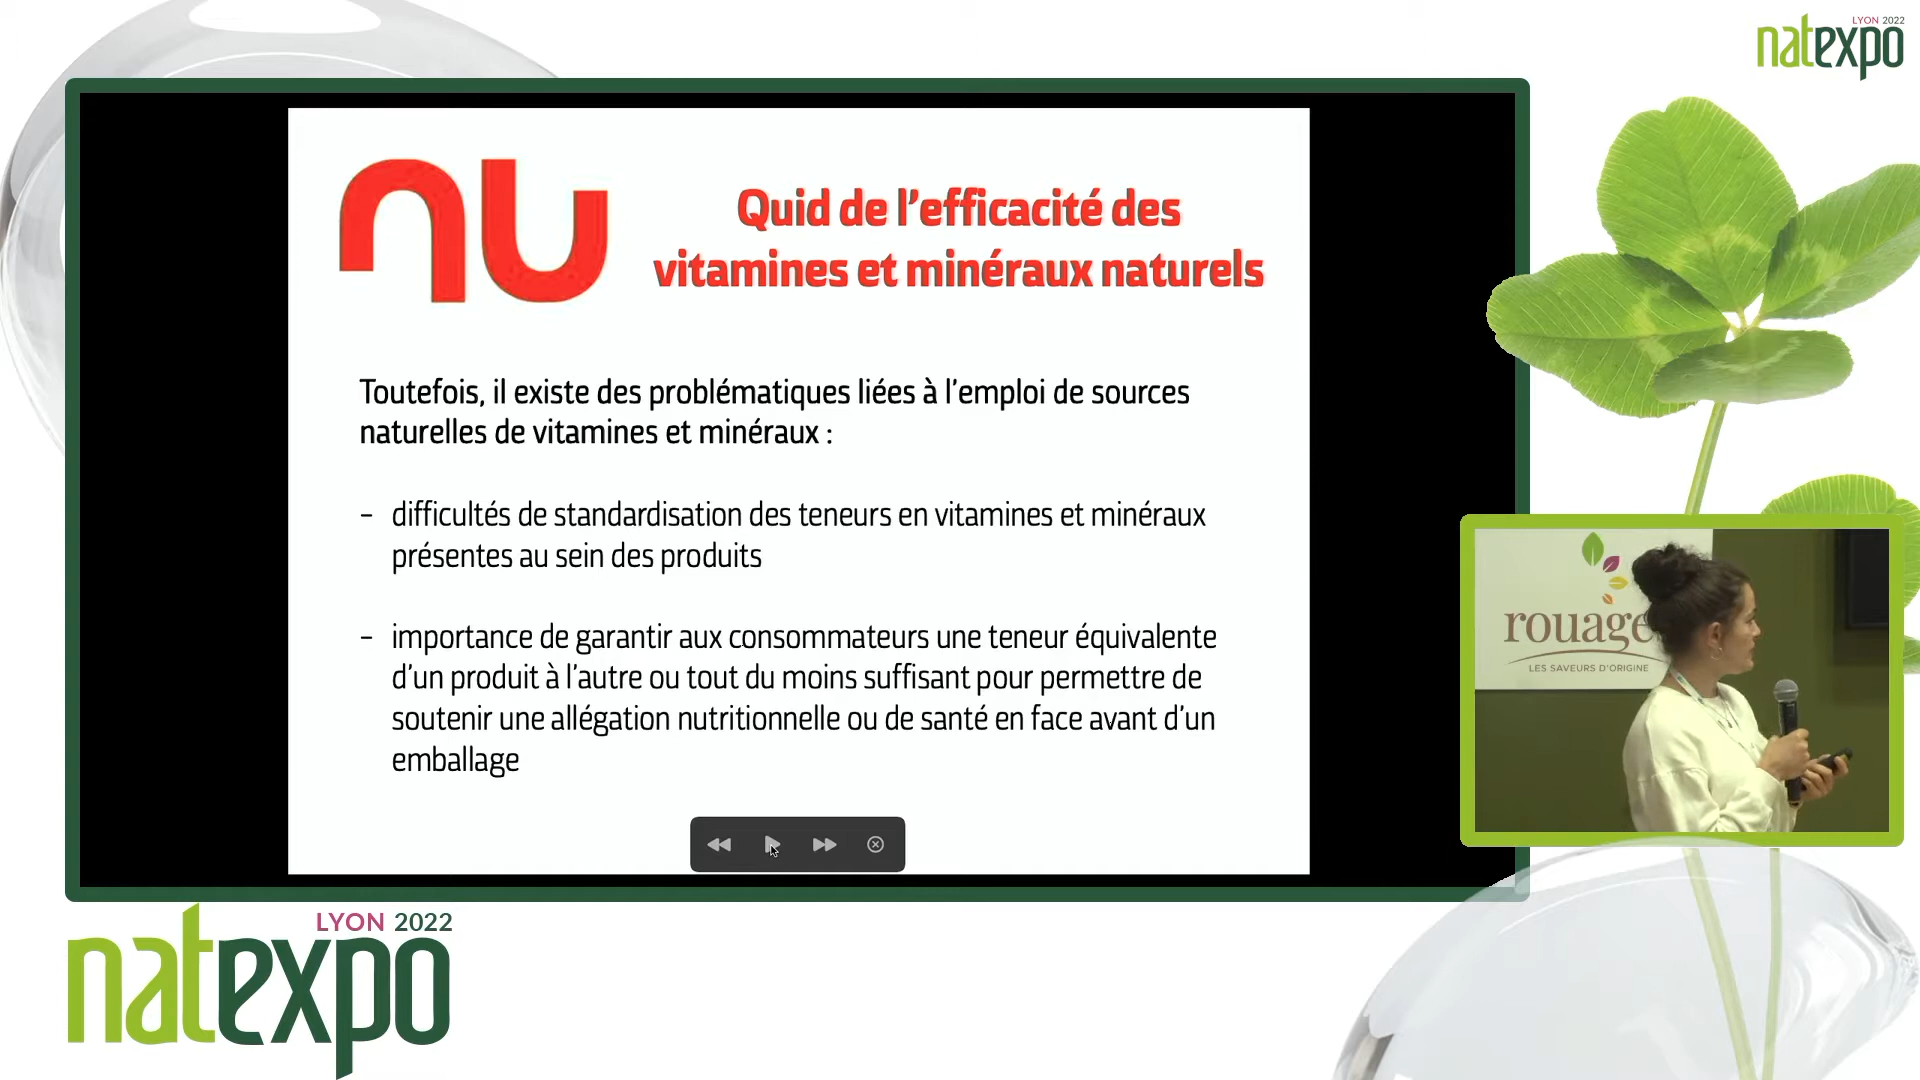 LYON 2022
natexpo
nu
Quid de l’efficacité des
vitamines et minéraux naturels
Toutefois, il existe des problématiques liées à l’emploi de sources
naturelles de vitamines et minéraux :
- difficultés de standardisation des teneurs en vitamines et minéraux
présentes au sein des produits
- importance de garantir aux consommateurs une teneur équivalente
d’un produit à l’autre ou tout du moins suffisant pour permettre de
soutenir une allégation nutritionnelle ou de santé en face avant d’un
emballage
rouage
LES SAVEURS D'ORIGINE
LYON 2022
natexpo